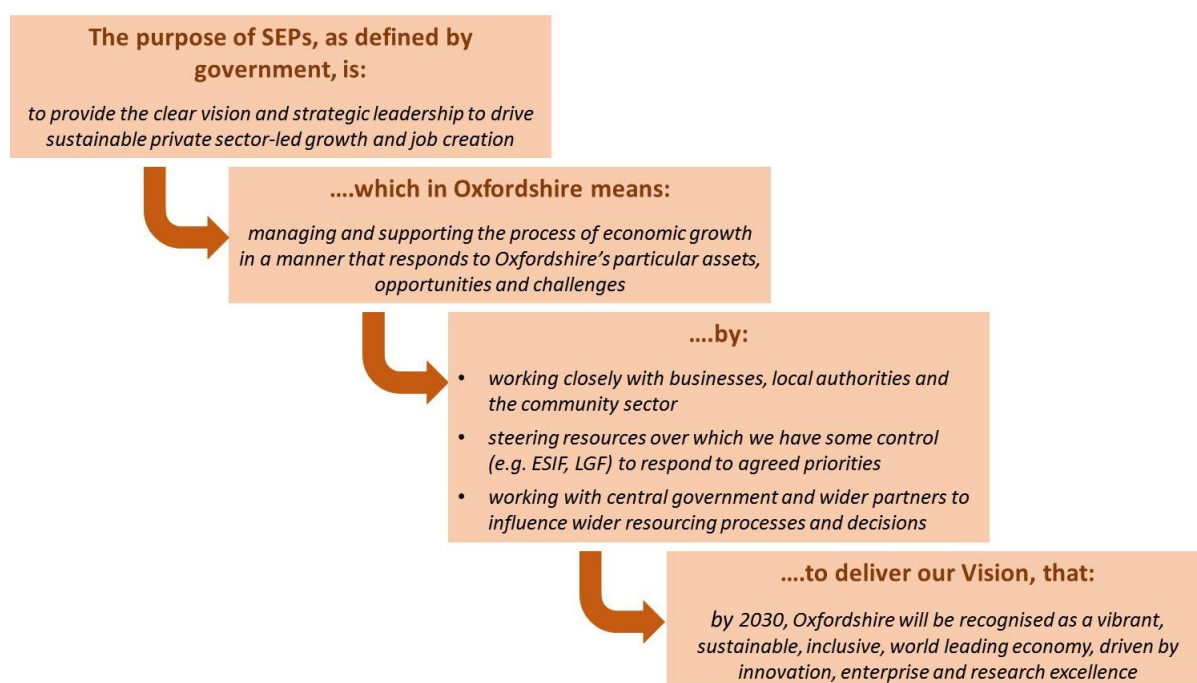 The purpose of SEPs, as defined by
government, is:
to provide the clear vision and strategic leadership to drive
sustainable private sector-led growth and job creation
....which in Oxfordshire means:
managing and supporting the process of economic growth
in a manner that responds to Oxfordshire’s particular assets,
opportunities and challenges
....by:
• working closely with businesses, local authorities and
the community sector
• steering resources over which we have some control
(e.g. ESIF, LGF) to respond to agreed priorities
• working with central government and wider partners to
influence wider resourcing processes and decisions
....to deliver our Vision, that:
by 2030, Oxfordshire will be recognised as a vibrant,
sustainable, inclusive, world leading economy, driven by
innovation, enterprise and research excellence